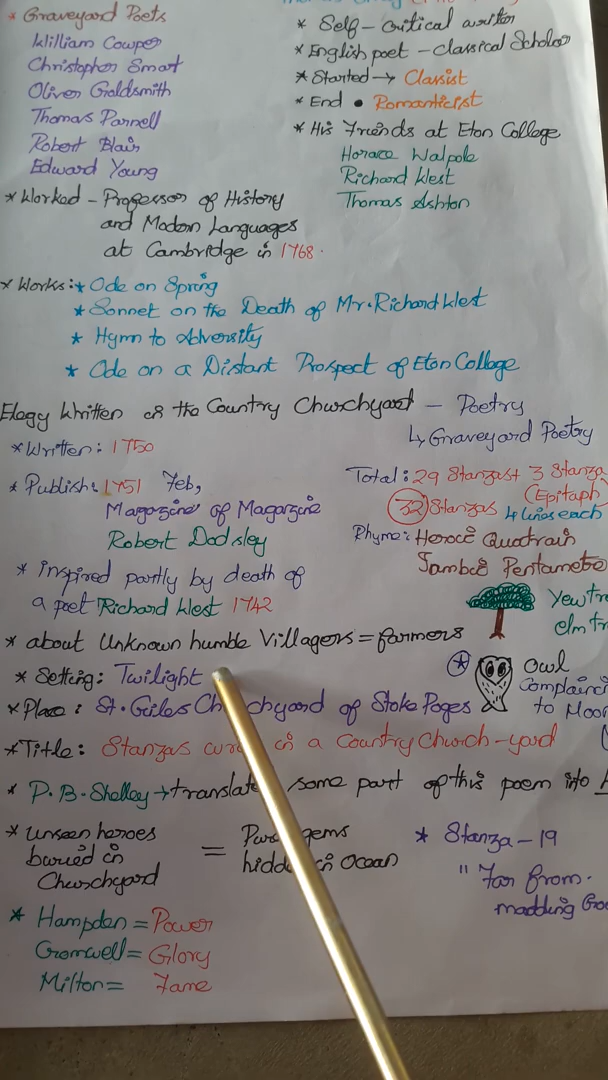 * Graveyard Poets
William Cowper
Christopher Smart
Oliver Goldsmith
Thomas Parnell
Robert Blair
Edward Young
* Self - critical writer
* English poet - classical Scholar
* Started → Classist
* End • Romanticist
* His Friends at Eton College
Horace Walpole
Richard West
Thomas Ashton
* Worked - Professor of History
and Modern Languages
at Cambridge in 1768.
* Works: * Ode on Spring
* Sonnet on the Death of Mr. Richard West
* Hymn to Adversity
* Ode on a Distant Prospect of Eton College
Elegy Written in the Country Churchyard - Poetry
↳ Graveyard Poetry
* Written: 1750
* Publish: 1751 Feb,
Magazine of Magarzine
Robert Dodsley
Total: 29 Stanzas + 3 Stanza
(Epitaph
32 Stanzas 4 lines each
Rhyme: Heroic Quatrain
Iambic Pentamete
* inspired partly by death of
a poet Richard West 1742
Yewtr
elm tr
* about Unknown humble Villagers = farmers
* Setting: Twilight
* Owl
Complaind
to Moon
* Place: St. Giles Ch chyard of Stoke Poges
* Title: Stanzas in a Country Church-yard
* P. B. Shelley → translate some part of this poem into
* unseen heroes
buried in
Churchyard
= Pure gems
hidd in ocean
* Stanza - 19
" Far from
madding
* Hampden = Power
Cromwell = Glory
Milton = Fame